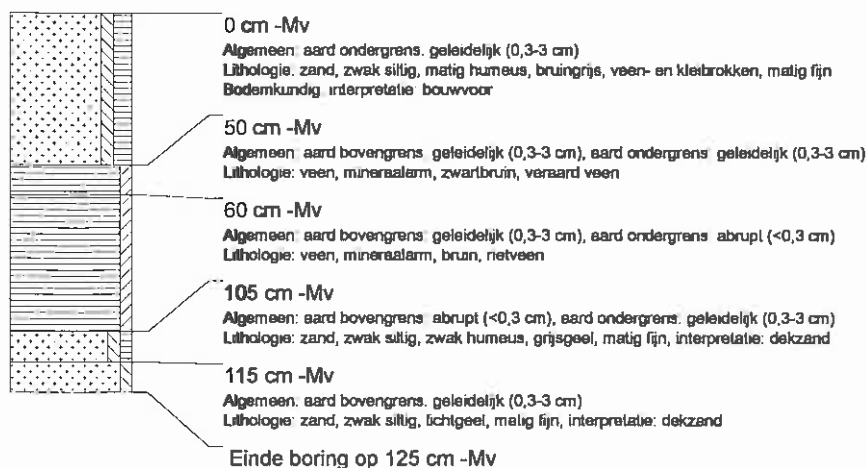 0 cm -Mv
Algemeen: aard ondergrens: geleidelijk (0,3-3 cm)
Lithologie: zand, zwak siltig, matig humeus, bruingrijs, veen- en kleibrokken, matig fijn
Bodemkundig interpretatie: bouwvoor
50 cm -Mv
Algemeen: aard bovengrens: geleidelijk (0,3-3 cm), aard ondergrens: geleidelijk (0,3-3 cm)
Lithologie: veen, mineraalarm, zwartbruin, veraard veen
60 cm -Mv
Algemeen: aard bovengrens: geleidelijk (0,3-3 cm), aard ondergrens: abrupt (<0,3 cm)
Lithologie: veen, mineraalarm, bruin, rietveen
105 cm -Mv
Algemeen: aard bovengrens: abrupt (<0,3 cm), aard ondergrens: geleidelijk (0,3-3 cm)
Lithologie: zand, zwak siltig, zwak humeus, grijsgeel, matig fijn, interpretatie: dekzand
115 cm -Mv
Algemeen: aard bovengrens: geleidelijk (0,3-3 cm)
Lithologie: zand, zwak siltig, lichtgeel, matig fijn, interpretatie: dekzand
Einde boring op 125 cm -Mv